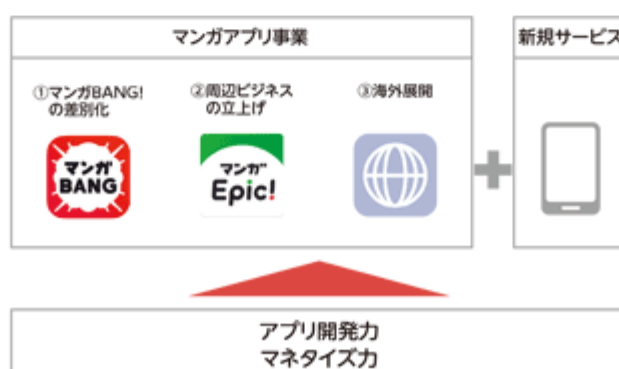 マンガアプリ事業
新規サービス
①マンガBANG!
の差別化
②周辺ビジネス
の立上げ
③海外展開
マンガ
BANG
マンガ
Epic!
アプリ開発力
マネタイズ力